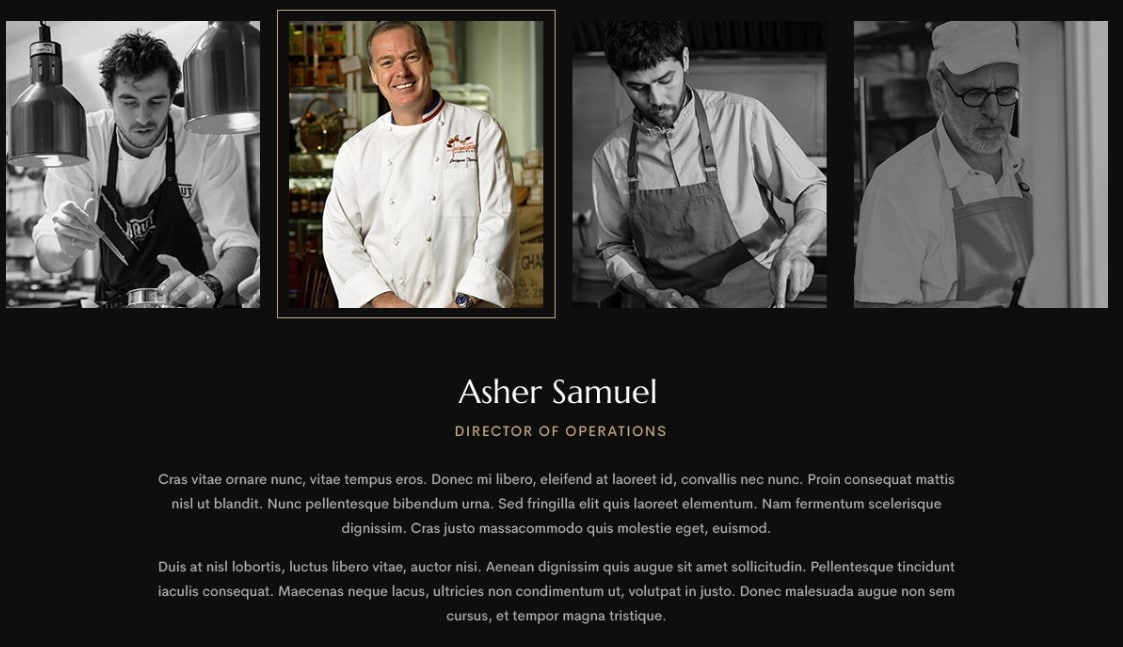 Asher Samuel
DIRECTOR OF OPERATIONS
Cras vitae ornare nunc, vitae tempus eros. Donec mi libero, eleifend at laoreet id, convallis nec nunc. Proin consequat mattis
nisl ut blandit. Nunc pellentesque bibendum urna. Sed fringilla elit quis laoreet elementum. Nam fermentum scelerisque
dignissim. Cras justo massacommodo quis molestie eget, euismod.
Duis at nisl lobortis, luctus libero vitae, auctor nisi. Aenean dignissim quis augue sit amet sollicitudin. Pellentesque tincidunt
iaculis consequat. Maecenas neque lacus, ultricies non condimentum ut, volutpat in justo. Donec malesuada augue non sem
cursus, et tempor magna tristique.